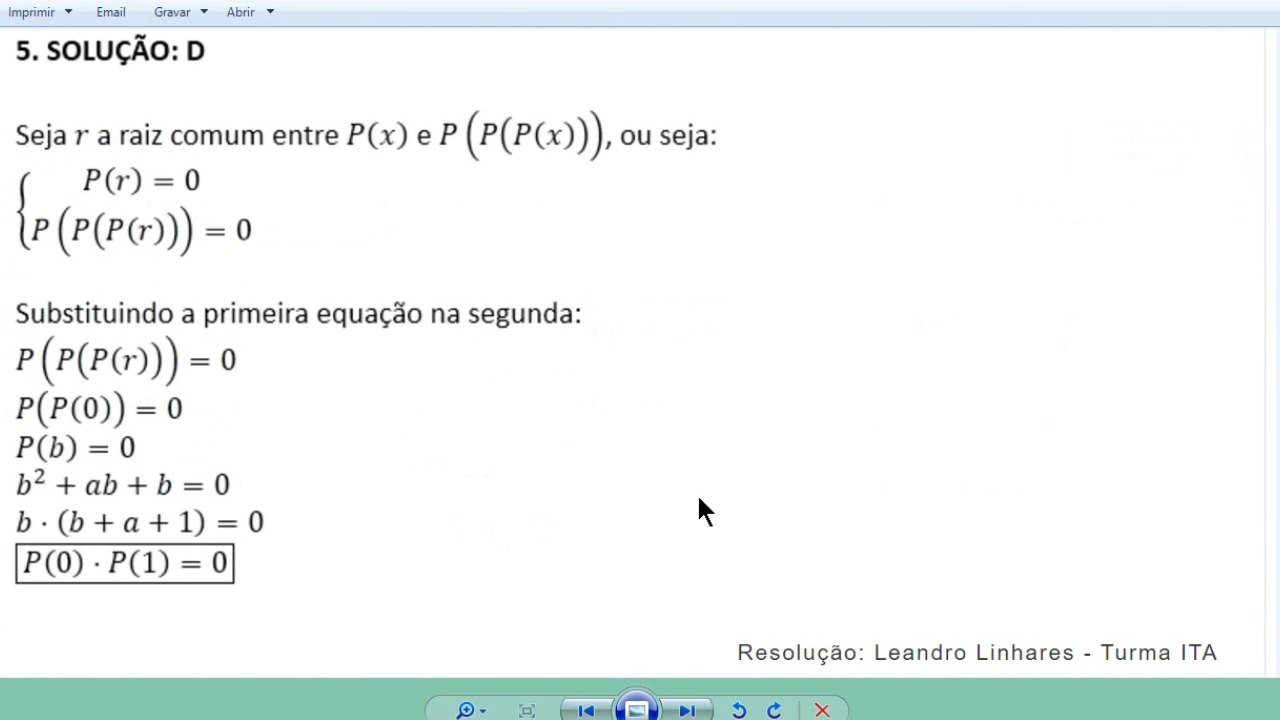 Imprimir Email Gravar Abrir
5. SOLUÇÃO: D
Seja r a raiz comum entre P(x) e P(P(P(x))), ou seja:
P(r) = 0
P(P(P(r))) = 0
Substituindo a primeira equação na segunda:
P(P(P(r))) = 0
P(P(0)) = 0
P(b) = 0
b² + ab + b = 0
b · (b + a + 1) = 0
P(0) · P(1) = 0
Resolução: Leandro Linhares - Turma ITA